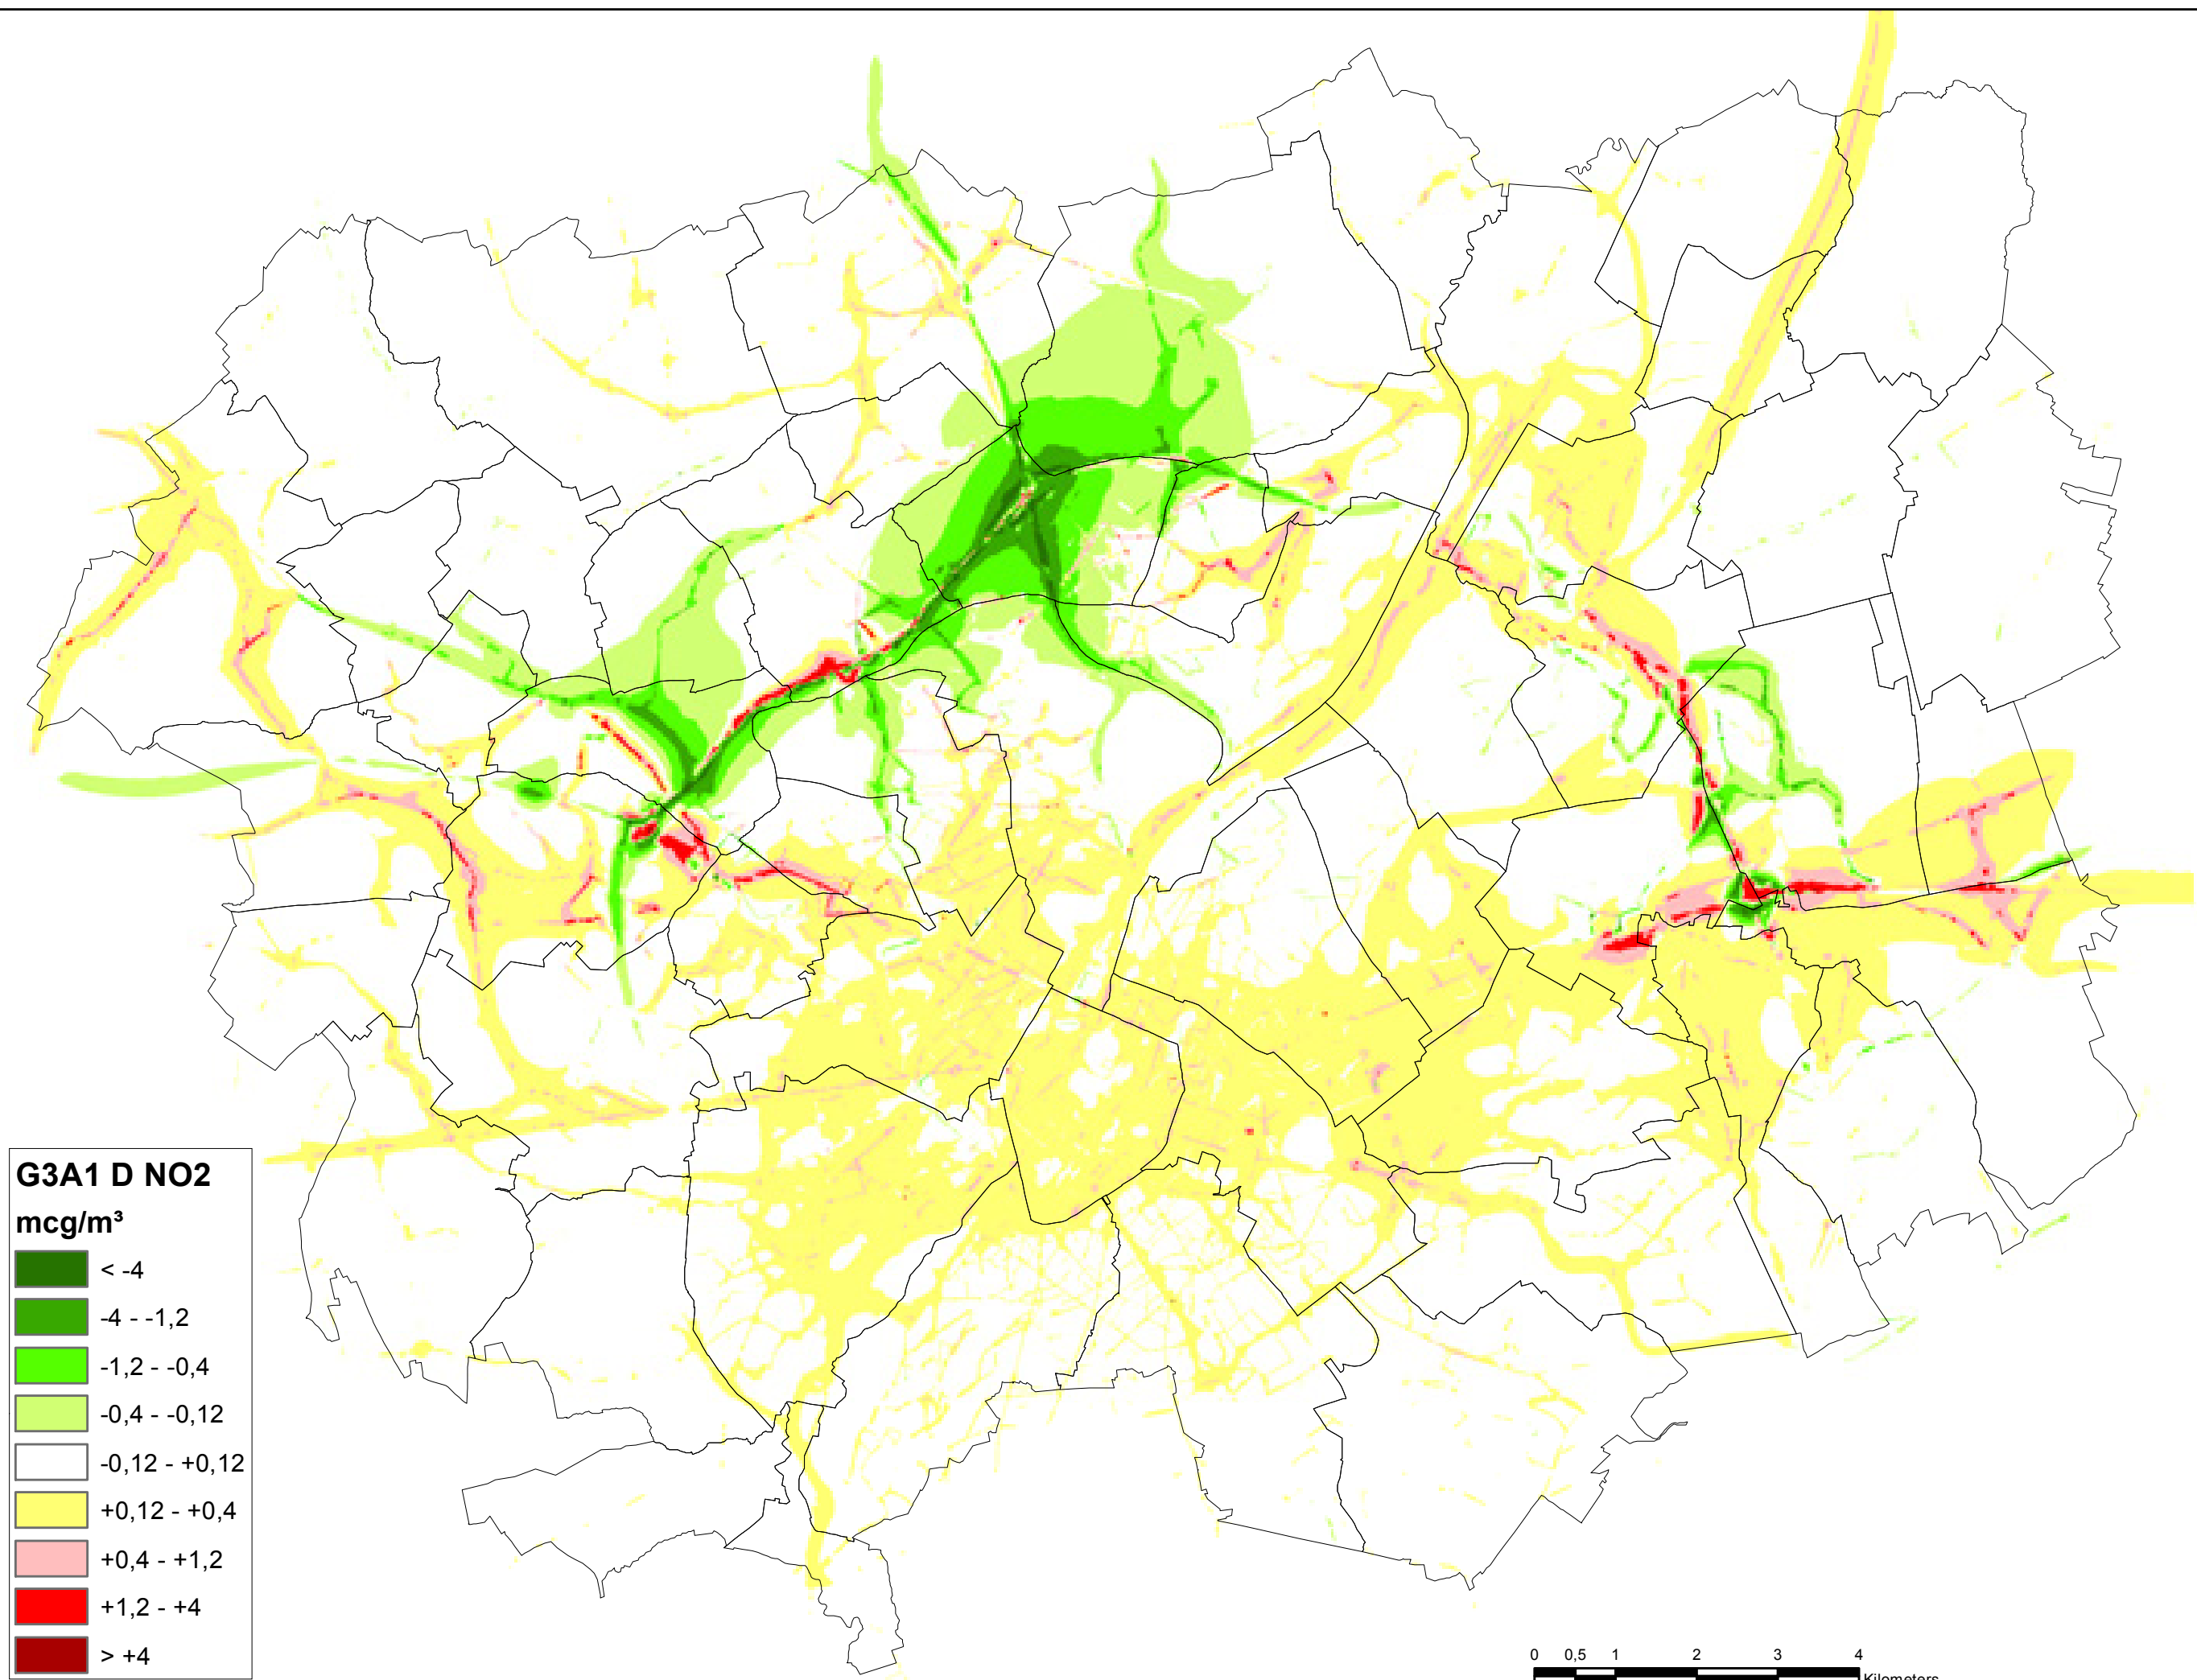 G3A1 D NO2
mcg/m³
< -4
-4 - -1,2
-1,2 - -0,4
-0,4 - -0,12
-0,12 - +0,12
+0,12 - +0,4
+0,4 - +1,2
+1,2 - +4
> +4
0 0,5 1 2 3 4
Kilometers